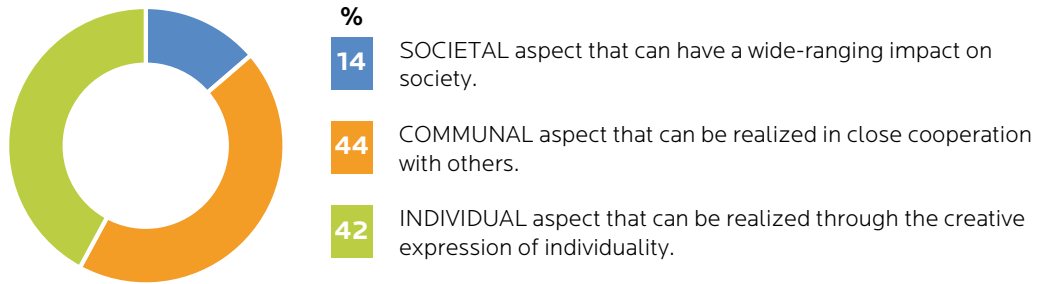 %
14
SOCIETAL aspect that can have a wide-ranging impact on
society.
44
COMMUNAL aspect that can be realized in close cooperation
with others.
42
INDIVIDUAL aspect that can be realized through the creative
expression of individuality.